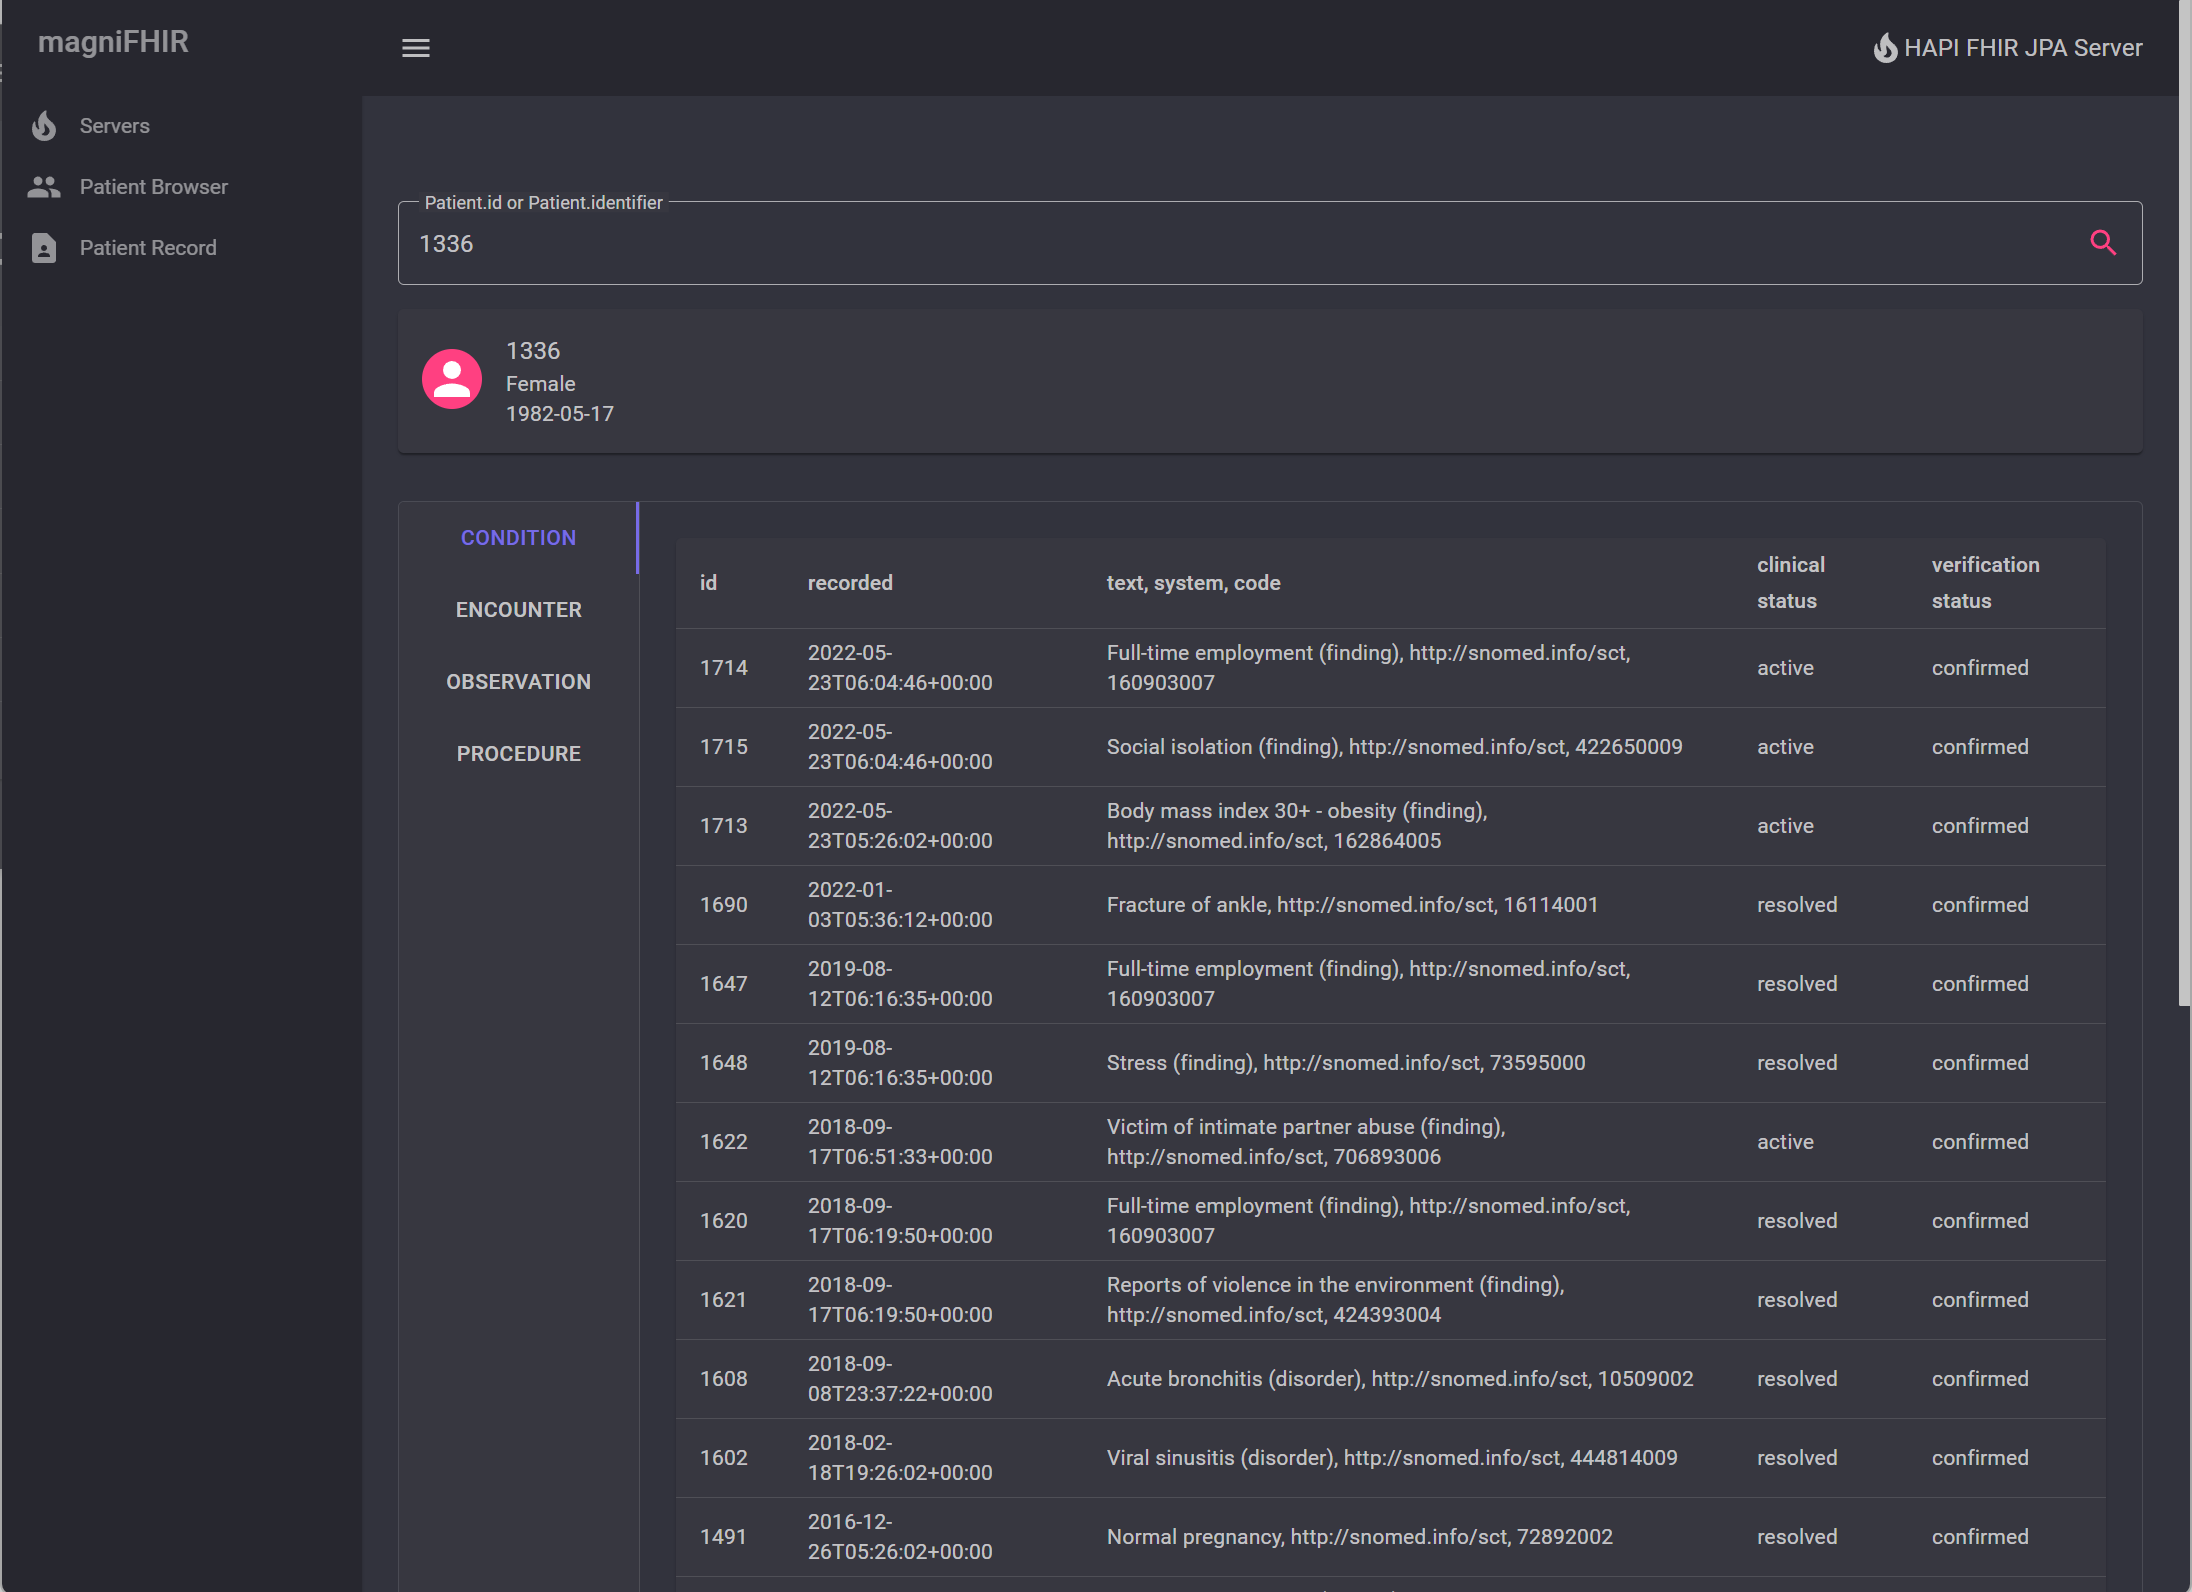 magniFHIR
HAPI FHIR JPA Server
Servers
Patient Browser
Patient Record
Patient.id or Patient.identifier
1336
1336
Female
1982-05-17
CONDITION
ENCOUNTER
OBSERVATION
PROCEDURE
id recorded text, system, code clinical status verification status
1714 2022-05-23T06:04:46+00:00 Full-time employment (finding), http://snomed.info/sct, 160903007 active confirmed
1715 2022-05-23T06:04:46+00:00 Social isolation (finding), http://snomed.info/sct, 422650009 active confirmed
1713 2022-05-23T05:26:02+00:00 Body mass index 30+ - obesity (finding), http://snomed.info/sct, 162864005 active confirmed
1690 2022-01-03T05:36:12+00:00 Fracture of ankle, http://snomed.info/sct, 16114001 resolved confirmed
1647 2019-08-12T06:16:35+00:00 Full-time employment (finding), http://snomed.info/sct, 160903007 resolved confirmed
1648 2019-08-12T06:16:35+00:00 Stress (finding), http://snomed.info/sct, 73595000 resolved confirmed
1622 2018-09-17T06:51:33+00:00 Victim of intimate partner abuse (finding), http://snomed.info/sct, 706893006 active confirmed
1620 2018-09-17T06:19:50+00:00 Full-time employment (finding), http://snomed.info/sct, 160903007 resolved confirmed
1621 2018-09-17T06:19:50+00:00 Reports of violence in the environment (finding), http://snomed.info/sct, 424393004 resolved confirmed
1608 2018-09-08T23:37:22+00:00 Acute bronchitis (disorder), http://snomed.info/sct, 10509002 resolved confirmed
1602 2018-02-18T19:26:02+00:00 Viral sinusitis (disorder), http://snomed.info/sct, 444814009 resolved confirmed
1491 2016-12-26T05:26:02+00:00 Normal pregnancy, http://snomed.info/sct, 72892002 resolved confirmed